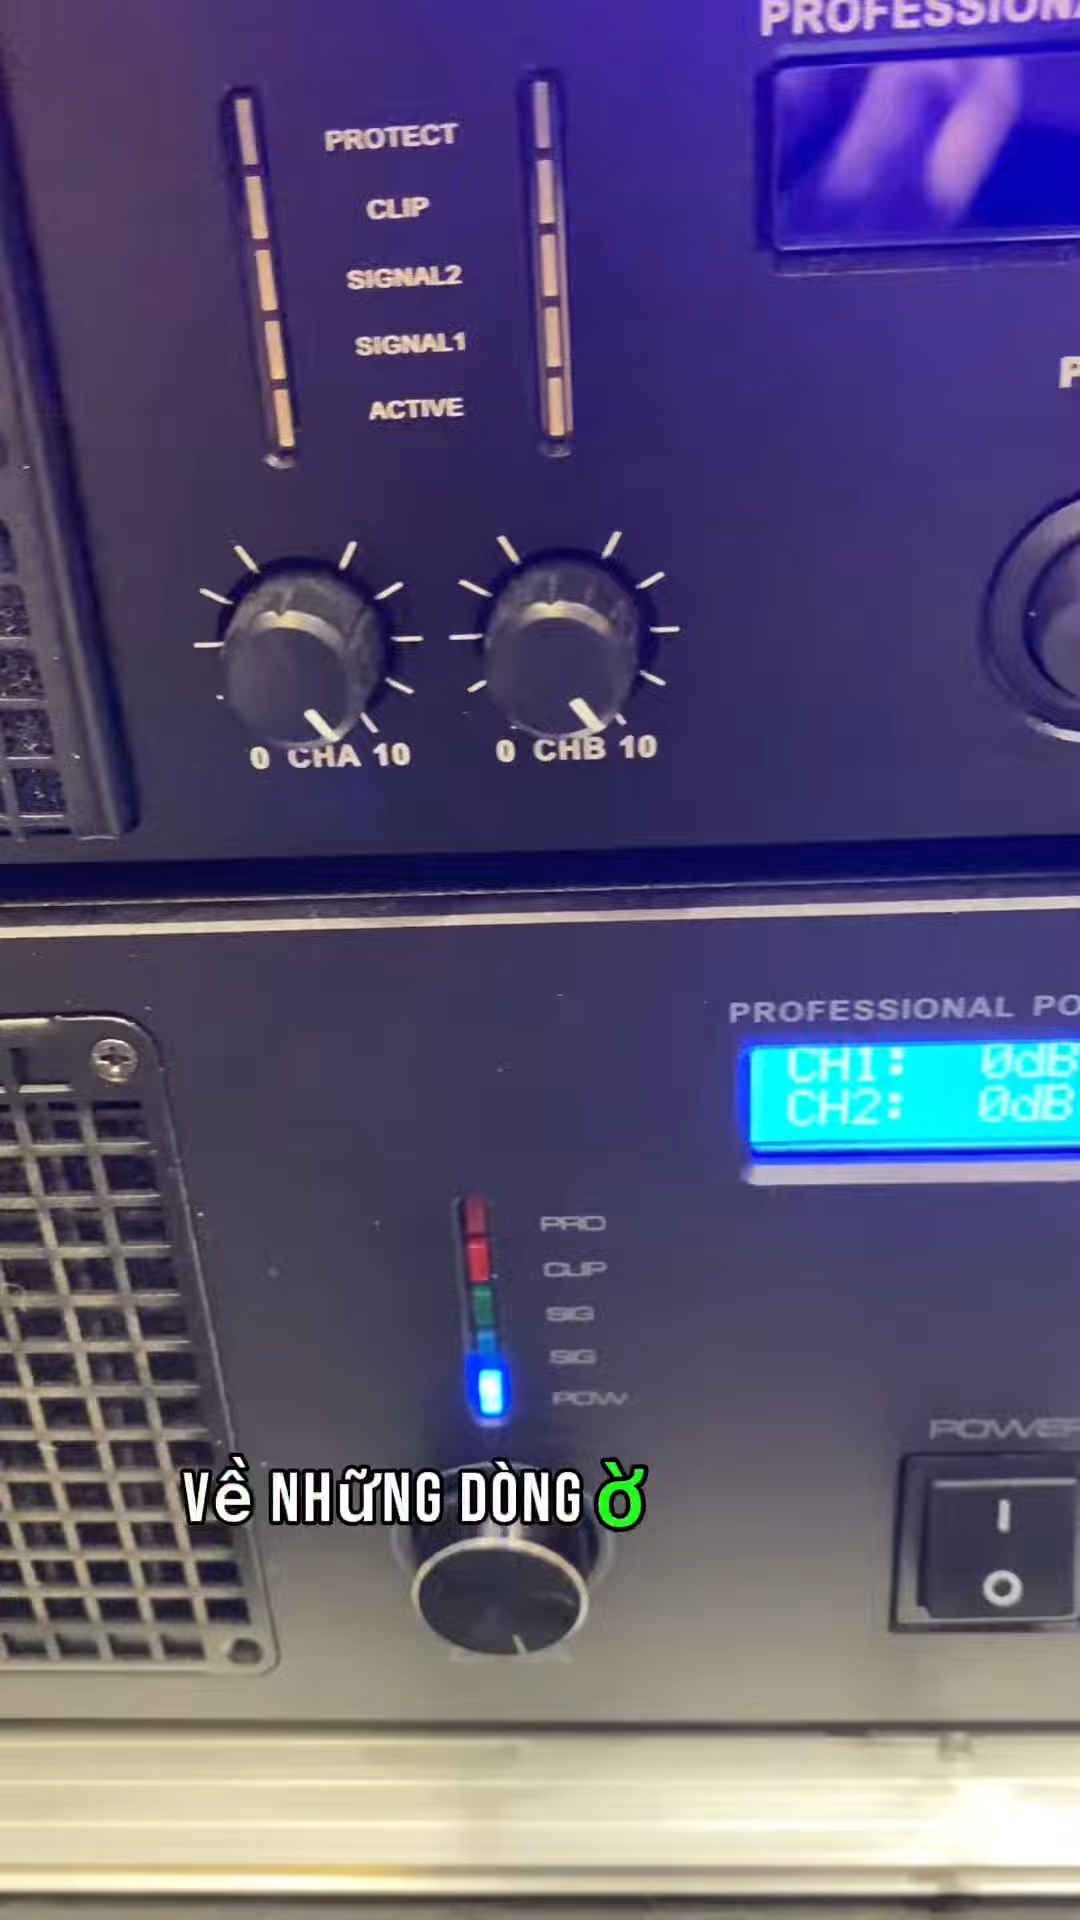 PROFESSIONA
PROTECT
CLIP
SIGNAL2
SIGNAL1
ACTIVE
P
0 CHA 10
0 CHB 10
PROFESSIONAL PO
CH1: 0dB
CH2: 0dB
PRO
CLIP
SIG
SIG
POW
POWER
VỀ NHỮNG DÒNG Ờ